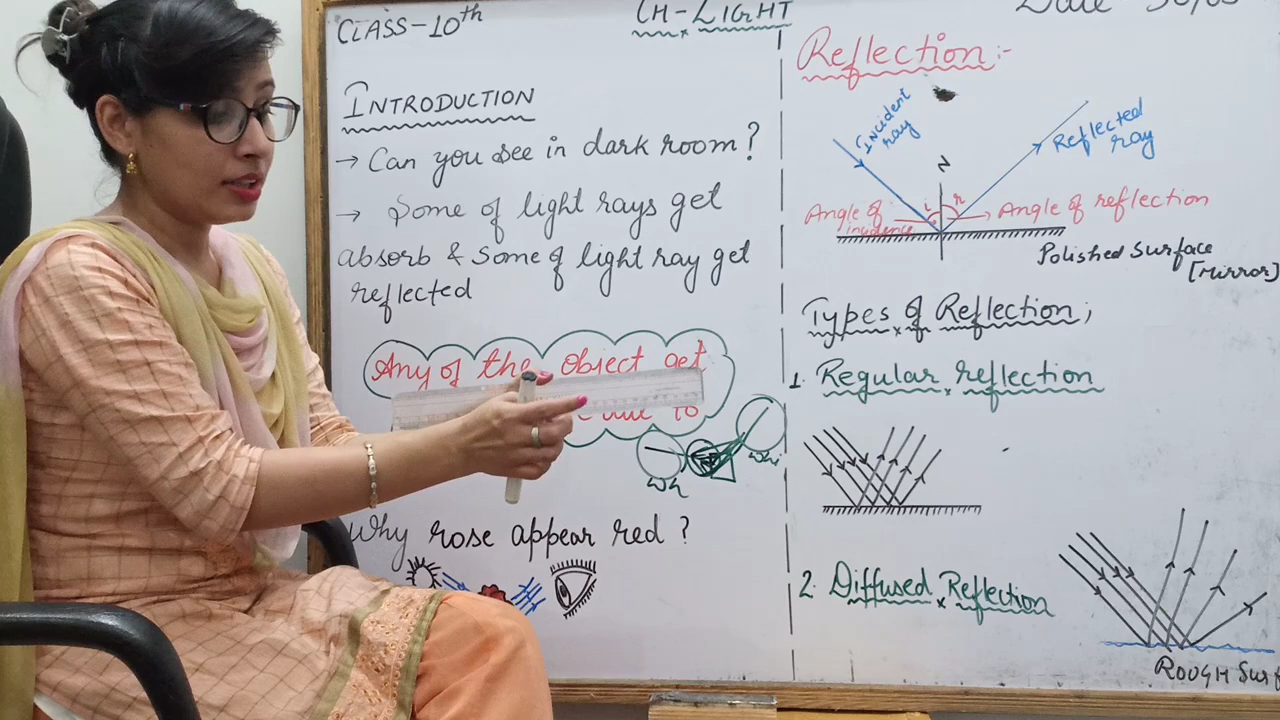 CLASS-10th
CH-LIGHT
INTRODUCTION
→ Can you see in dark room?
→ Some of light rays get
absorb & Some of light ray get
reflected
Any of the object get
to
Why rose appear red?
Reflection:-
Incident
ray
Reflected
ray
N
i
r
Angle of
incidence
Angle of reflection
Polished Surface
[Mirror]
Types of Reflection;
1. Regular reflection
2. Diffused Reflection
ROUGH